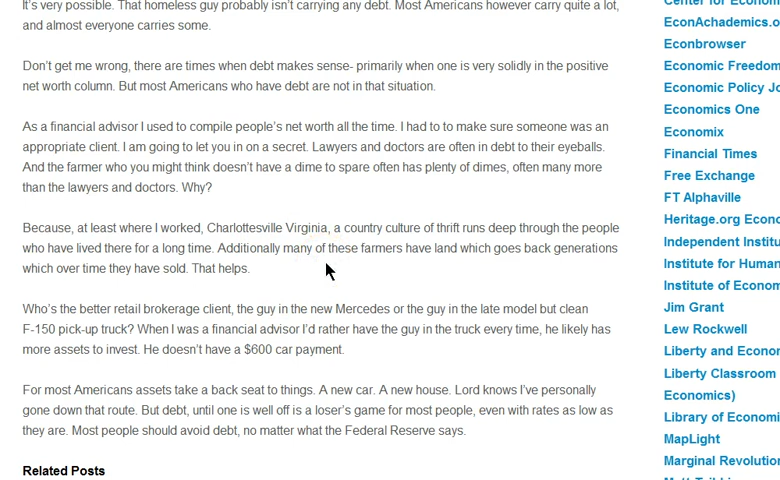 It's very possible. That homeless guy probably isn't carrying any debt. Most Americans however carry quite a lot,
and almost everyone carries some.
Don't get me wrong, there are times when debt makes sense- primarily when one is very solidly in the positive
net worth column. But most Americans who have debt are not in that situation.
As a financial advisor I used to compile people's net worth all the time. I had to to make sure someone was an
appropriate client. I am going to let you in on a secret. Lawyers and doctors are often in debt to their eyeballs.
And the farmer who you might think doesn't have a dime to spare often has plenty of dimes, often many more
than the lawyers and doctors. Why?
Because, at least where I worked, Charlottesville Virginia, a country culture of thrift runs deep through the people
who have lived there for a long time. Additionally many of these farmers have land which goes back generations
which over time they have sold. That helps.
Who's the better retail brokerage client, the guy in the new Mercedes or the guy in the late model but clean
F-150 pick-up truck? When I was a financial advisor I'd rather have the guy in the truck every time, he likely has
more assets to invest. He doesn't have a $600 car payment.
For most Americans assets take a back seat to things. A new car. A new house. Lord knows I've personally
gone down that route. But debt, until one is well off is a loser's game for most people, even with rates as low as
they are. Most people should avoid debt, no matter what the Federal Reserve says.
Related Posts
Center for Econom
EconAchademics.o
Econbrowser
Economic Freedom
Economic Policy Jo
Economics One
Economix
Financial Times
Free Exchange
FT Alphaville
Heritage.org Econo
Independent Institu
Institute for Human
Institute of Econom
Jim Grant
Lew Rockwell
Liberty and Econor
Liberty Classroom
Economics)
Library of Economi
MapLight
Marginal Revolutio